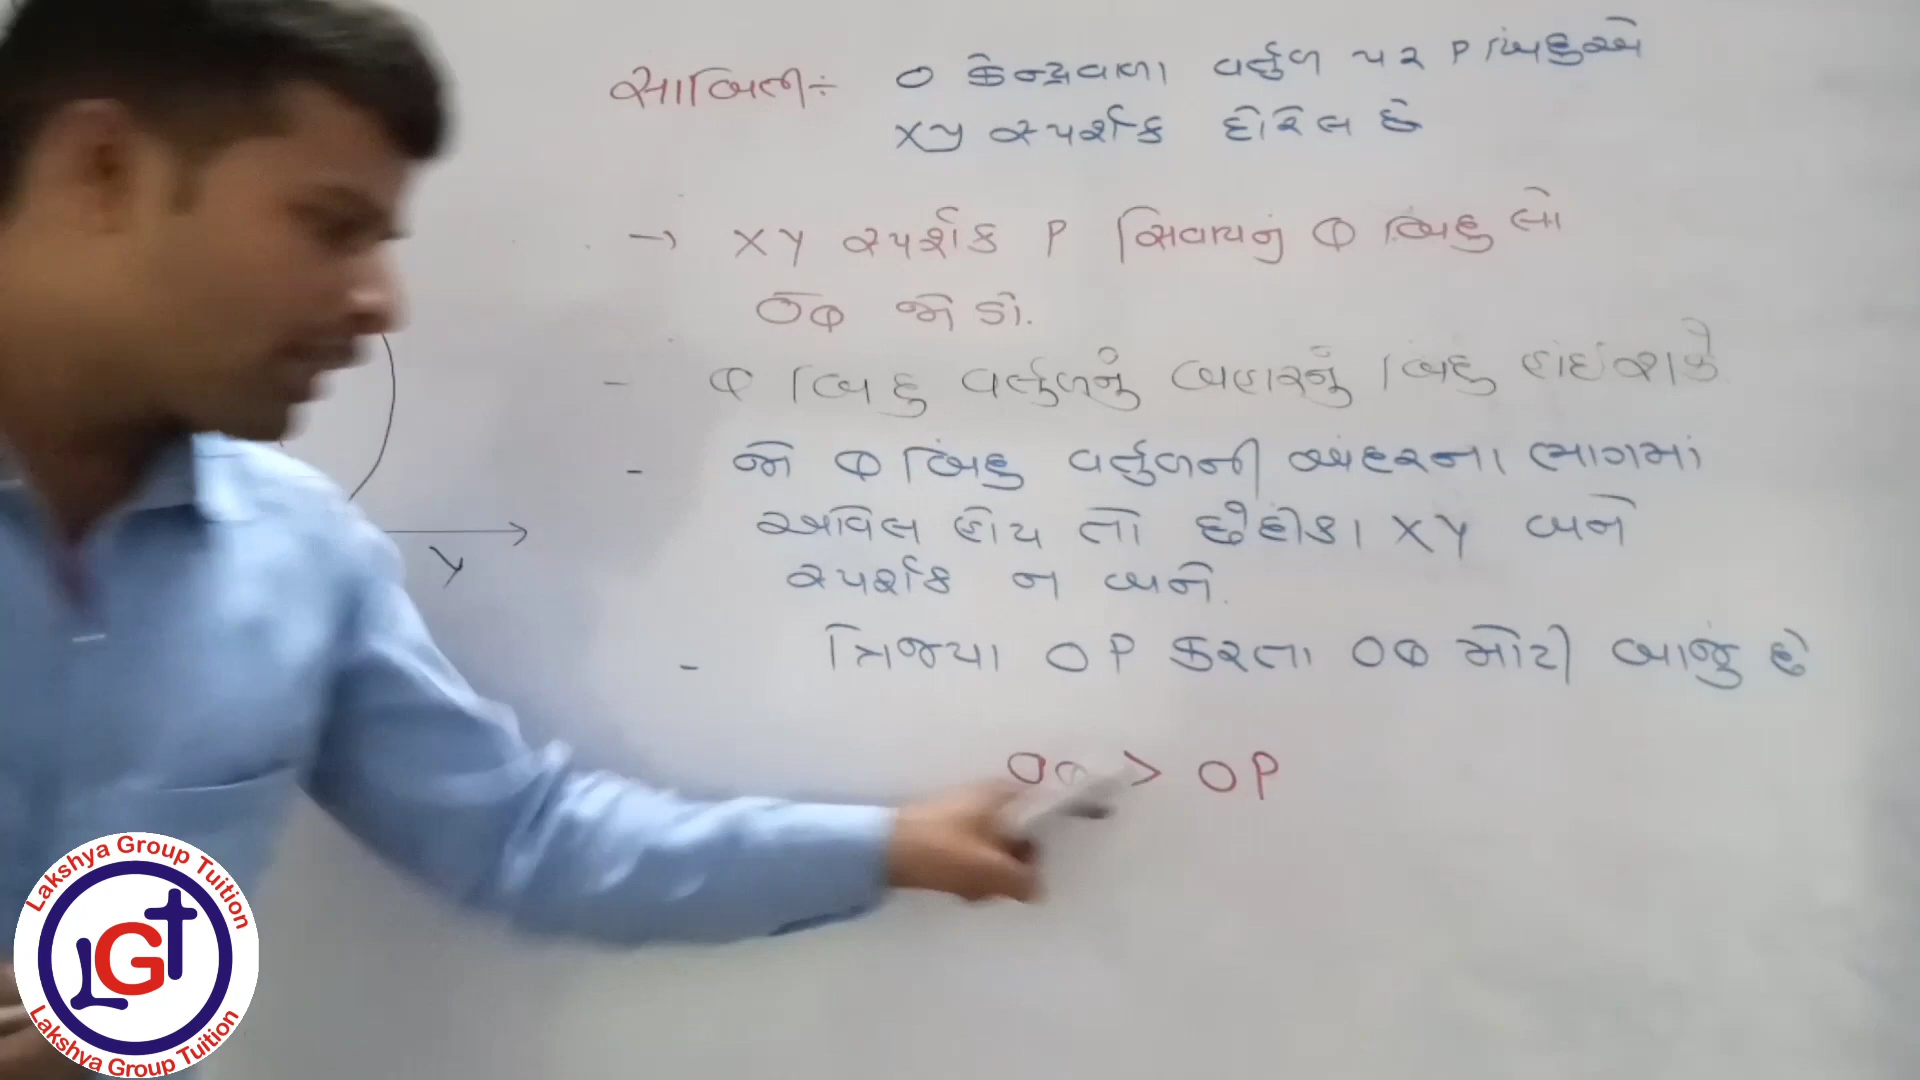 સાબિતી ÷ O કેન્દ્રવાળા વર્તુળ પર P બિંદુએ
XY સ્પર્શક દોરેલ છે
→ XY સ્પર્શક P સિવાયનું Q બિંદુ લો
OQ જોડો.
- Q બિંદુ વર્તુળનું બહારનું બિંદુ
- જો Q બિંદુ વર્તુળની અંદરના ભાગમાં
આવેલ હોય તો છેદીકા XY બને
સ્પર્શક ન બને.
- ત્રિજ્યા OP કરતા OQ મોટી બાજુ છે
OQ > OP
Y
Lakshya Group Tuition
LGT
Lakshya Group Tuition